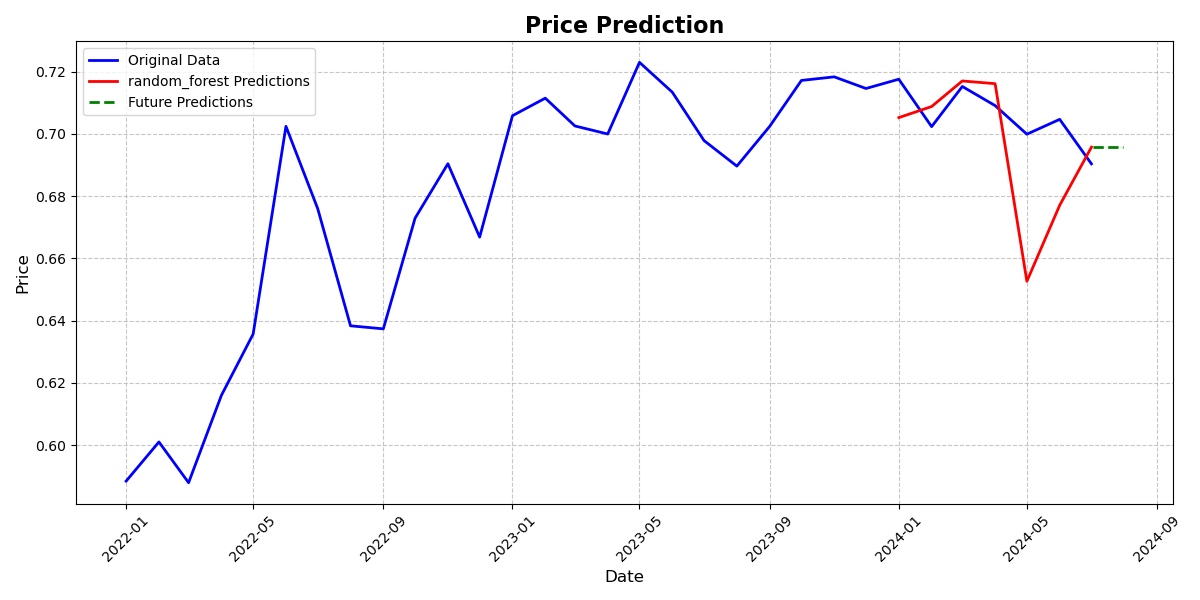 Price Prediction
Original Data
random_forest Predictions
Future Predictions
Price
0.72
0.70
0.68
0.66
0.64
0.62
0.60
2022-01
2022-05
2022-09
2023-01
2023-05
2023-09
2024-01
2024-05
2024-09
Date